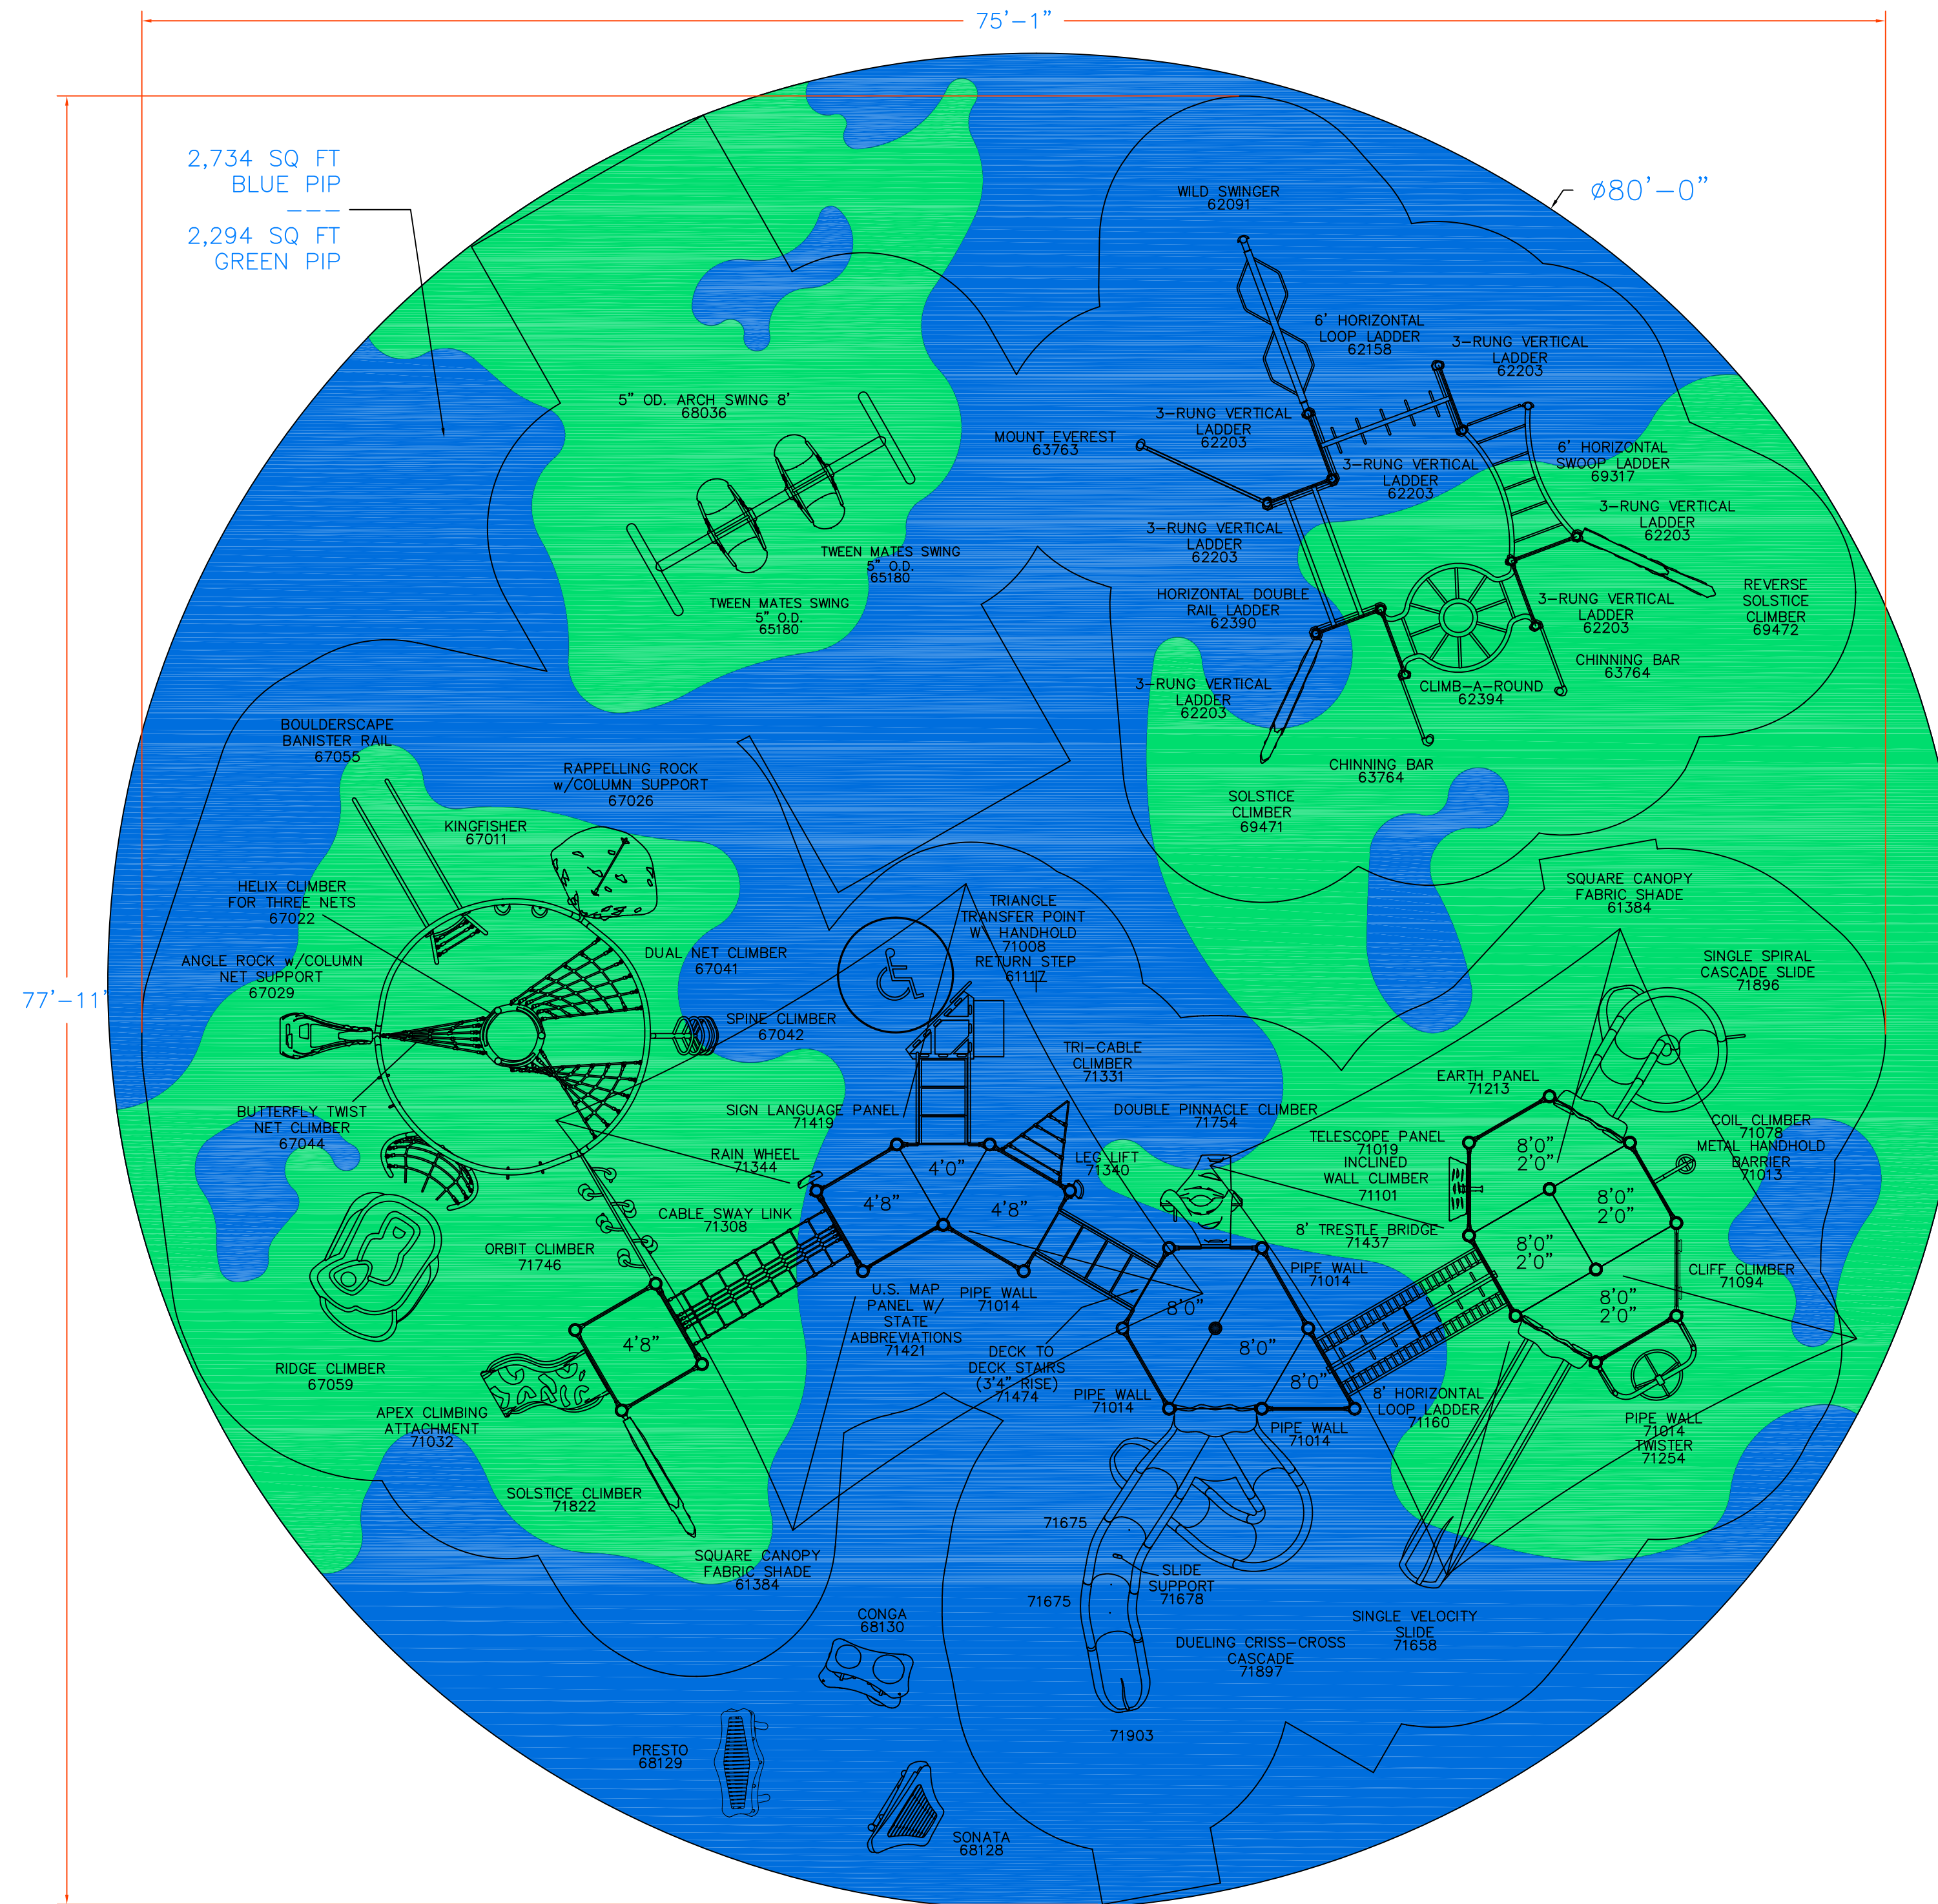 75'-1"
2,734 SQ FT
BLUE PIP
---
2,294 SQ FT
GREEN PIP
ø80'-0"
WILD SWINGER
62091
6' HORIZONTAL
LOOP LADDER
62158
3-RUNG VERTICAL
LADDER
62203
5" OD. ARCH SWING 8'
68036
3-RUNG VERTICAL
LADDER
62203
MOUNT EVEREST
63763
3-RUNG VERTICAL
LADDER
62203
6' HORIZONTAL
SWOOP LADDER
69317
3-RUNG VERTICAL
LADDER
62203
3-RUNG VERTICAL
LADDER
62203
TWEEN MATES SWING
5" O.D.
65180
TWEEN MATES SWING
5" O.D.
65180
HORIZONTAL DOUBLE
RAIL LADDER
62390
3-RUNG VERTICAL
LADDER
62203
REVERSE
SOLSTICE
CLIMBER
69472
CHINNING BAR
63764
CLIMB-A-ROUND
62394
3-RUNG VERTICAL
LADDER
62203
CHINNING BAR
63764
SOLSTICE
CLIMBER
69471
BOULDERSCAPE
BANISTER RAIL
67055
RAPPELLING ROCK
w/COLUMN SUPPORT
67026
KINGFISHER
67011
HELIX CLIMBER
FOR THREE NETS
67022
SQUARE CANOPY
FABRIC SHADE
61384
TRIANGLE
TRANSFER POINT
W\ HANDHOLD
71008
RETURN STEP
61117
DUAL NET CLIMBER
67041
ANGLE ROCK w/COLUMN
NET SUPPORT
67029
SINGLE SPIRAL
CASCADE SLIDE
71896
77'-11"
SPINE CLIMBER
67042
TRI-CABLE
CLIMBER
71331
EARTH PANEL
71213
BUTTERFLY TWIST
NET CLIMBER
67044
SIGN LANGUAGE PANEL
71419
DOUBLE PINNACLE CLIMBER
71754
COIL CLIMBER
71078
METAL HANDHOLD
BARRIER
71013
TELESCOPE PANEL
71019
INCLINED
WALL CLIMBER
71101
RAIN WHEEL
71344
LEG LIFT
71340
4'0"
4'8"
4'8"
8'0"
2'0"
8'0"
2'0"
8'0"
2'0"
8'0"
2'0"
CABLE SWAY LINK
71308
8' TRESTLE BRIDGE
71437
ORBIT CLIMBER
71746
PIPE WALL
71014
CLIFF CLIMBER
71094
U.S. MAP
PANEL W/
STATE
ABBREVIATIONS
71421
PIPE WALL
71014
8'0"
8'0"
8'0"
4'8"
DECK TO
DECK STAIRS
(3'4" RISE)
71474
RIDGE CLIMBER
67059
PIPE WALL
71014
8' HORIZONTAL
LOOP LADDER
71160
APEX CLIMBING
ATTACHMENT
71032
PIPE WALL
71014
PIPE WALL
71014
TWISTER
71254
SOLSTICE CLIMBER
71822
71675
SQUARE CANOPY
FABRIC SHADE
61384
SLIDE
SUPPORT
71678
71675
CONGA
68130
SINGLE VELOCITY
SLIDE
71658
DUELING CRISS-CROSS
CASCADE
71897
71903
PRESTO
68129
SONATA
68128